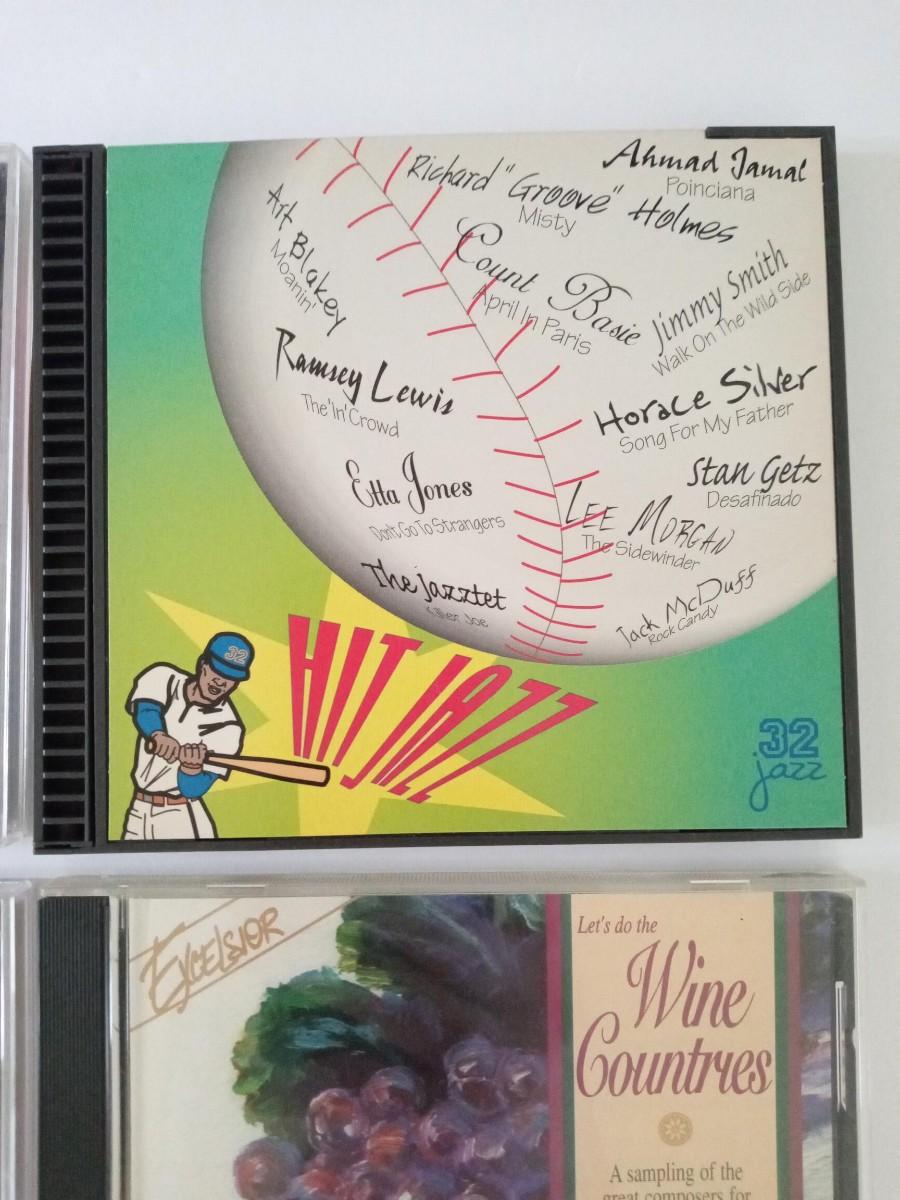 Ahmad Jamal
Poinciana
Richard "Groove" Holmes
Misty
Art Blakey
Moanin'
Count Basie
April In Paris
Jimmy Smith
Walk On The Wild Side
Ramsey Lewis
The 'In' Crowd
Horace Silver
Song For My Father
Etta Jones
Don't Go To Strangers
Stan Getz
Desafinado
LEE MORGAN
The Sidewinder
The Jazztet
Killer Joe
Jack McDuff
Rock Candy
32
HIT JAZZ
32
jazz
EXCELSIOR
Let's do the
Wine
Countries
A sampling of the
great composers for